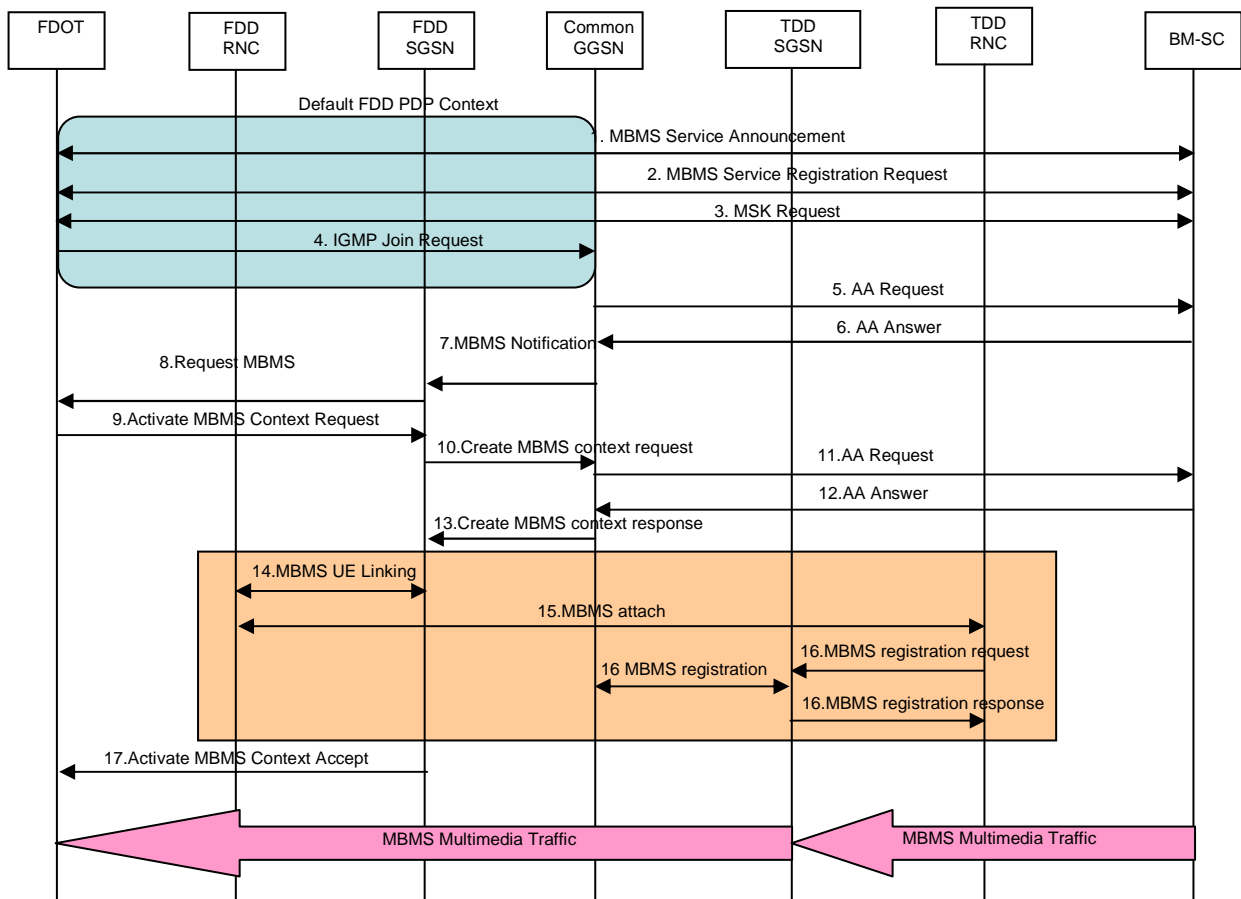 FDOT
FDD
RNC
FDD
SGSN
Common
GGSN
TDD
SGSN
TDD
RNC
BM-SC
Default FDD PDP Context
. MBMS Service Announcement
2. MBMS Service Registration Request
3. MSK Request
4. IGMP Join Request
5. AA Request
6. AA Answer
7.MBMS Notification
8.Request MBMS
9.Activate MBMS Context Request
10.Create MBMS context request
11.AA Request
12.AA Answer
13.Create MBMS context response
14.MBMS UE Linking
15.MBMS attach
16.MBMS registration request
16 MBMS registration
16.MBMS registration response
17.Activate MBMS Context Accept
MBMS Multimedia Traffic
MBMS Multimedia Traffic